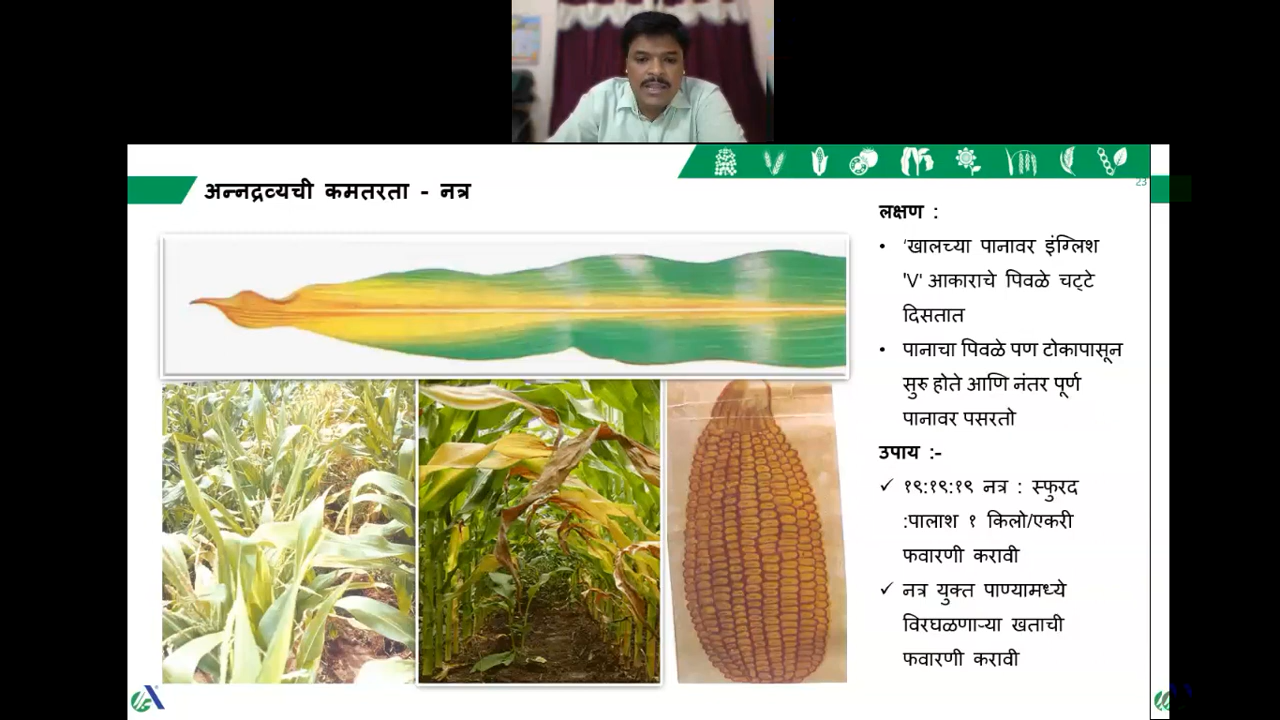 23
अन्नद्रव्यची कमतरता - नत्र
लक्षण :
• 'खालच्या पानावर इंग्लिश
'V' आकाराचे पिवळे चट्टे
दिसतात
• पानाचा पिवळे पण टोकापासून
सुरु होते आणि नंतर पूर्ण
पानावर पसरतो
उपाय :-
✓ १९:१९:१९ नत्र : स्फुरद
:पालाश १ किलो/एकरी
फवारणी करावी
✓ नत्र युक्त पाण्यामध्ये
विरघळणाऱ्या खताची
फवारणी करावी